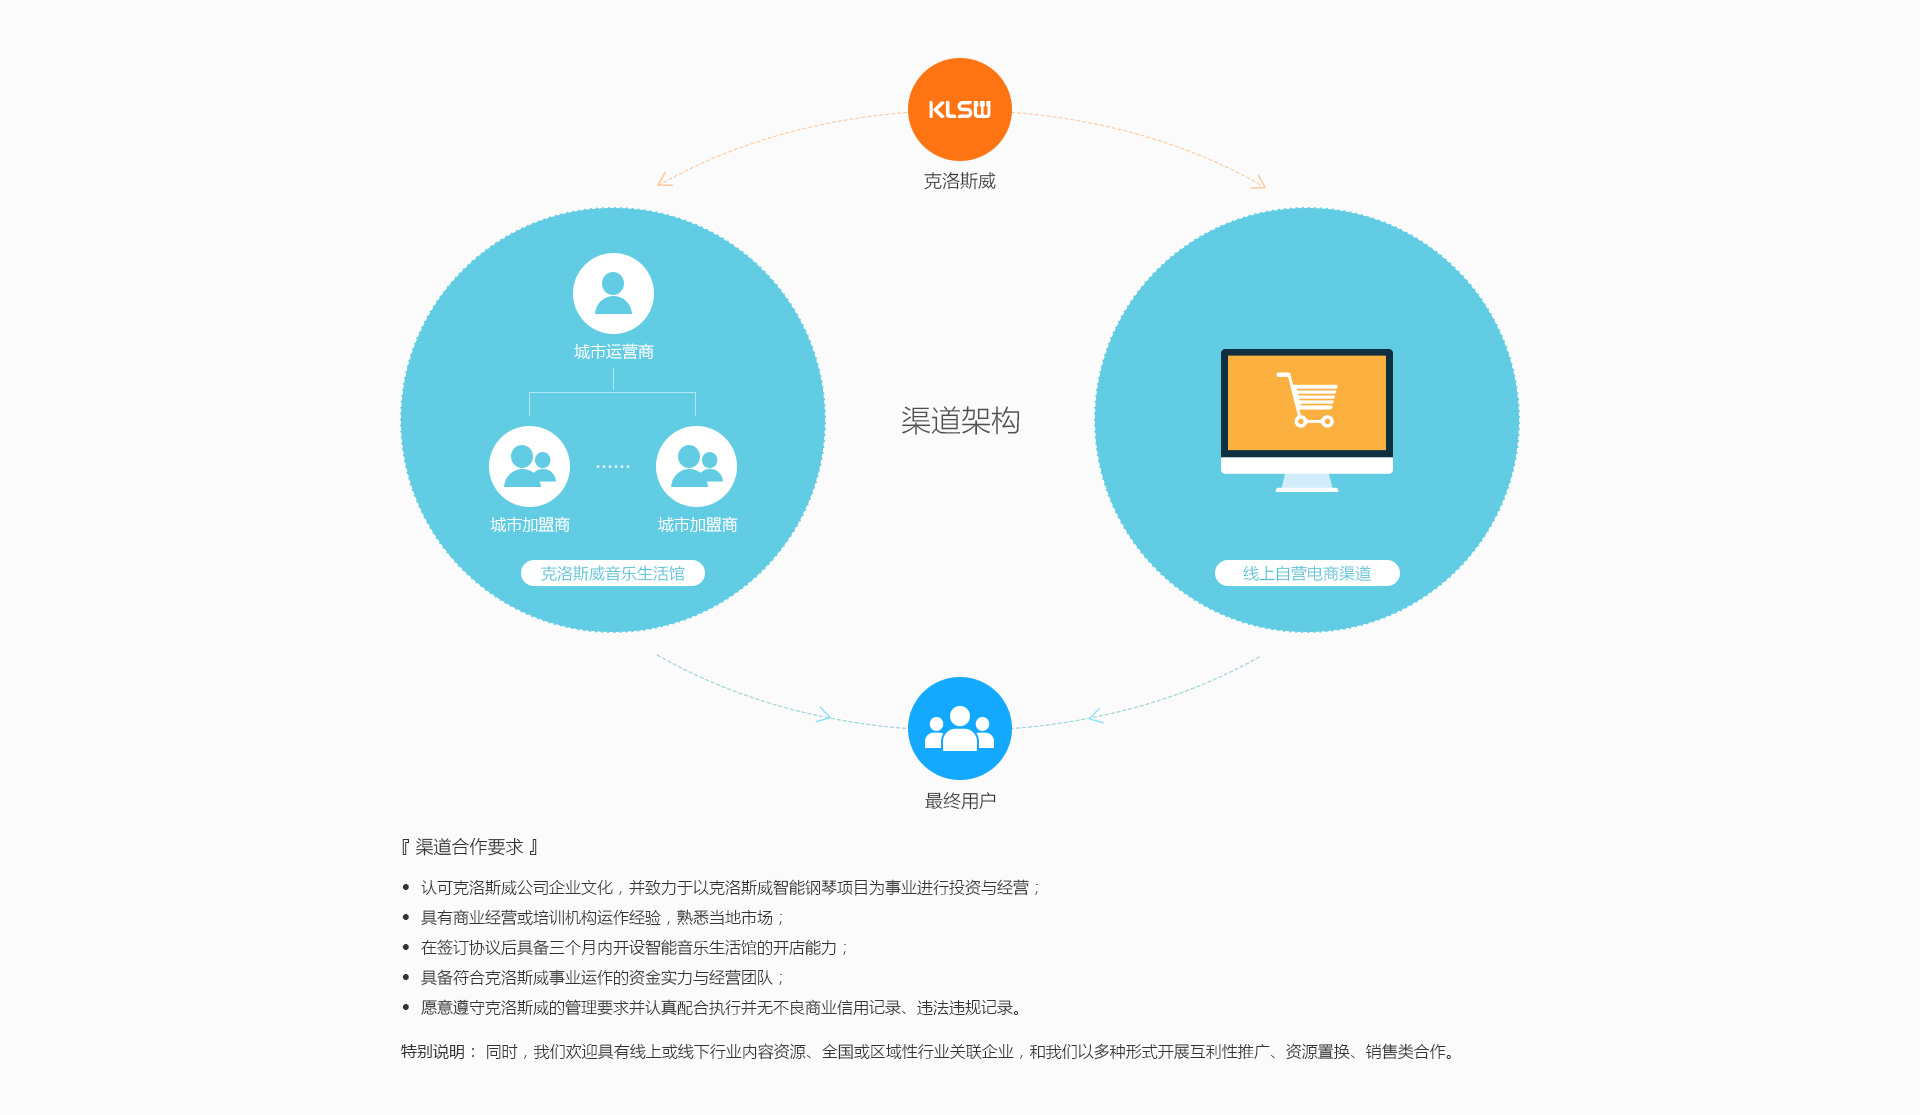 KLSW
克洛斯威
城市运营商
渠道架构
······
城市加盟商
城市加盟商
克洛斯威音乐生活馆
线上自营电商渠道
最终用户
『 渠道合作要求 』
• 认可克洛斯威公司企业文化，并致力于以克洛斯威智能钢琴项目为事业进行投资与经营；
• 具有商业经营或培训机构运作经验，熟悉当地市场；
• 在签订协议后具备三个月内开设智能音乐生活馆的开店能力；
• 具备符合克洛斯威事业运作的资金实力与经营团队；
• 愿意遵守克洛斯威的管理要求并认真配合执行并无不良商业信用记录、违法违规记录。
特别说明： 同时，我们欢迎具有线上或线下行业内容资源、全国或区域性行业关联企业，和我们以多种形式开展互利性推广、资源置换、销售类合作。